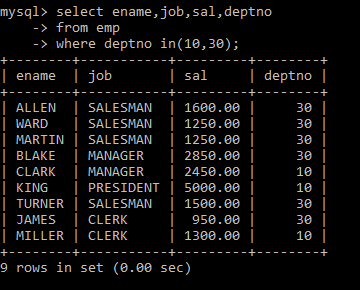 mysql> select ename,job,sal,deptno
    -> from emp
    -> where deptno in(10,30);
+--------+-----------+---------+--------+
| ename  | job       | sal     | deptno |
+--------+-----------+---------+--------+
| ALLEN  | SALESMAN  | 1600.00 |     30 |
| WARD   | SALESMAN  | 1250.00 |     30 |
| MARTIN | SALESMAN  | 1250.00 |     30 |
| BLAKE  | MANAGER   | 2850.00 |     30 |
| CLARK  | MANAGER   | 2450.00 |     10 |
| KING   | PRESIDENT | 5000.00 |     10 |
| TURNER | SALESMAN  | 1500.00 |     30 |
| JAMES  | CLERK     |  950.00 |     30 |
| MILLER | CLERK     | 1300.00 |     10 |
+--------+-----------+---------+--------+
9 rows in set (0.00 sec)